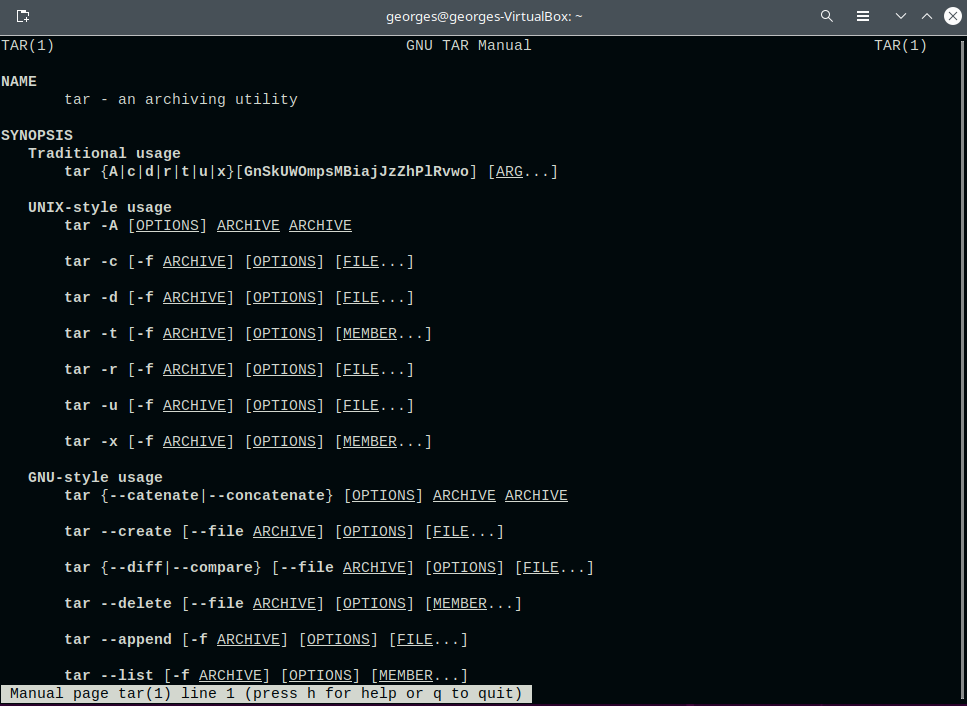 georges@georges-VirtualBox: ~
TAR(1) GNU TAR Manual TAR(1)
NAME
tar - an archiving utility
SYNOPSIS
Traditional usage
tar {A|c|d|r|t|u|x}[GnSkUWOmpsMBiajJzZhPlRvwo] [ARG...]
UNIX-style usage
tar -A [OPTIONS] ARCHIVE ARCHIVE
tar -c [-f ARCHIVE] [OPTIONS] [FILE...]
tar -d [-f ARCHIVE] [OPTIONS] [FILE...]
tar -t [-f ARCHIVE] [OPTIONS] [MEMBER...]
tar -r [-f ARCHIVE] [OPTIONS] [FILE...]
tar -u [-f ARCHIVE] [OPTIONS] [FILE...]
tar -x [-f ARCHIVE] [OPTIONS] [MEMBER...]
GNU-style usage
tar {--catenate|--concatenate} [OPTIONS] ARCHIVE ARCHIVE
tar --create [--file ARCHIVE] [OPTIONS] [FILE...]
tar {--diff|--compare} [--file ARCHIVE] [OPTIONS] [FILE...]
tar --delete [--file ARCHIVE] [OPTIONS] [MEMBER...]
tar --append [-f ARCHIVE] [OPTIONS] [FILE...]
tar --list [-f ARCHIVE] [OPTIONS] [MEMBER...]
Manual page tar(1) line 1 (press h for help or q to quit)